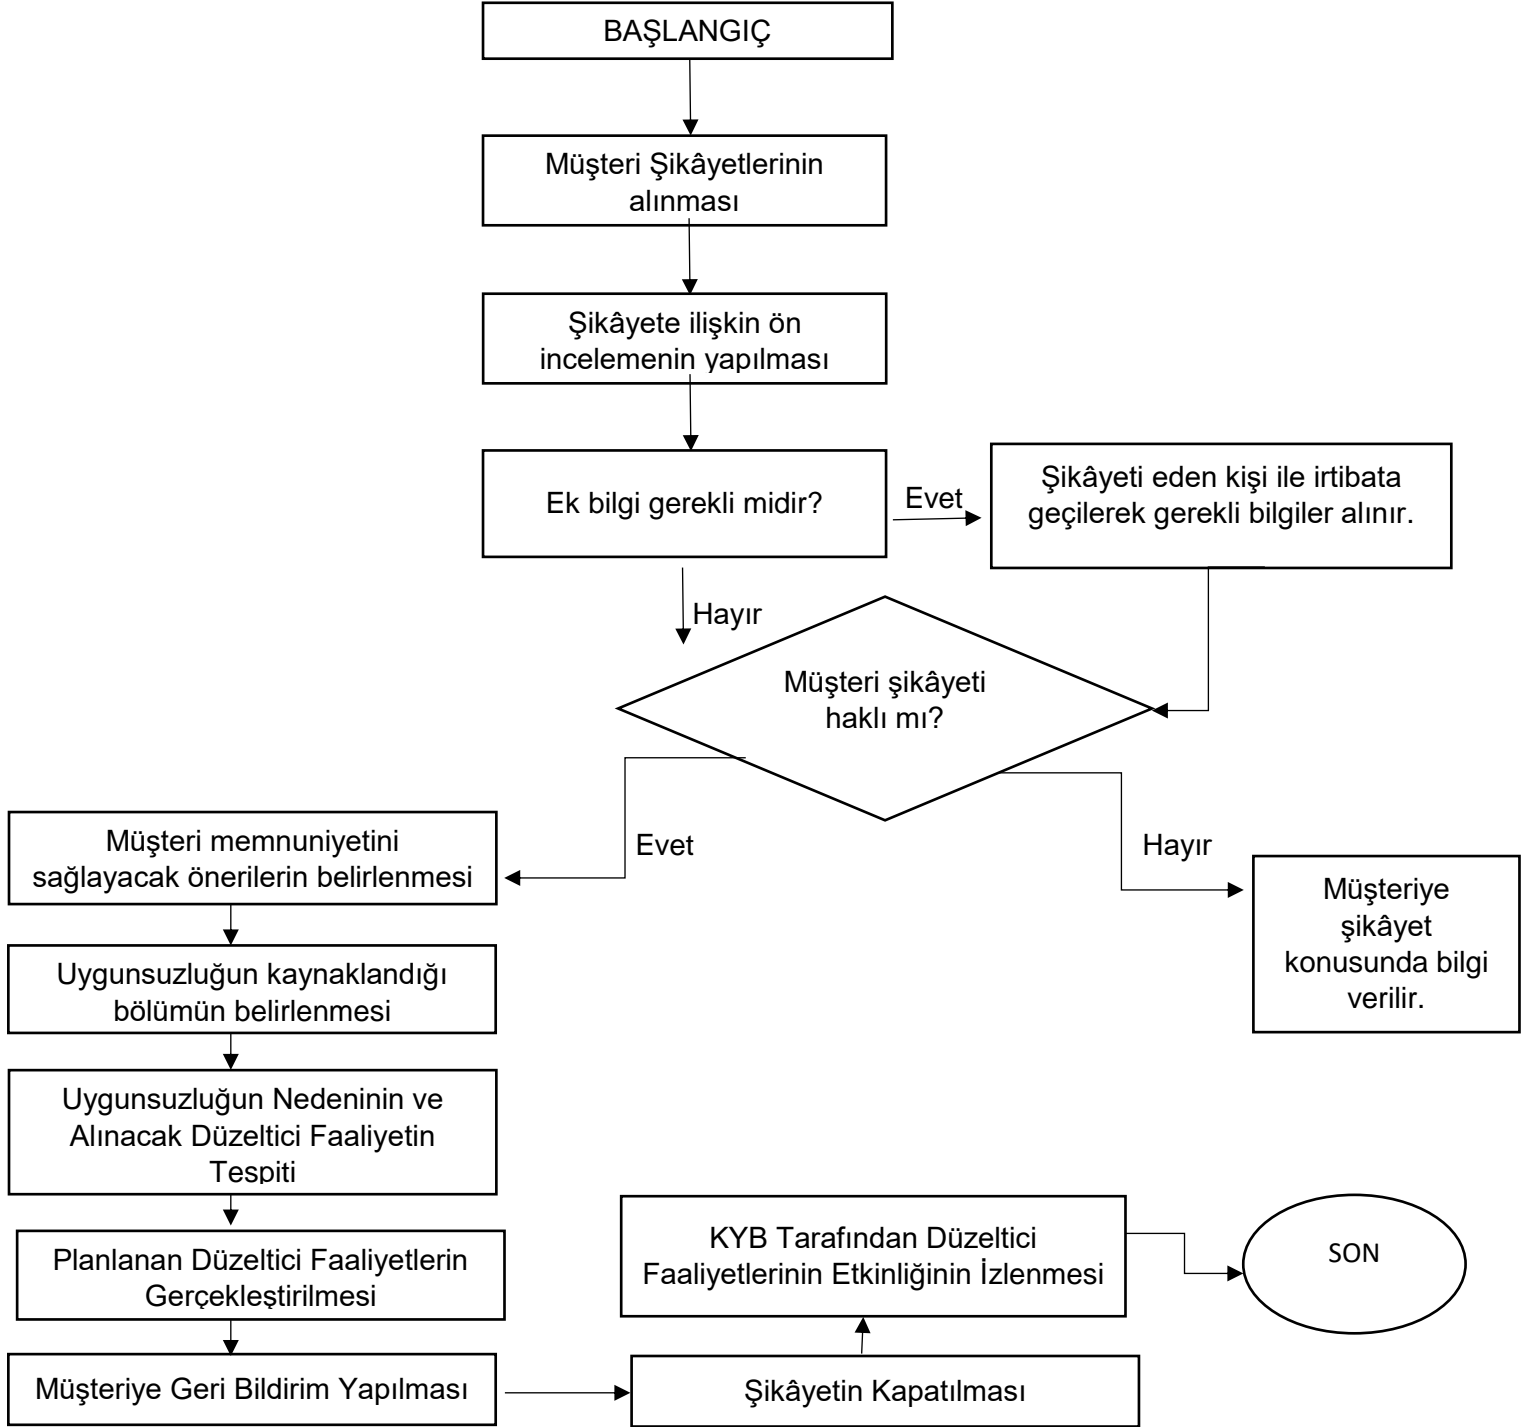 BAŞLANGIÇ
Müşteri Şikâyetlerinin
alınması
Şikâyete ilişkin ön
incelemenin yapılması
Ek bilgi gerekli midir?
Evet
Şikâyeti eden kişi ile irtibata
geçilerek gerekli bilgiler alınır.
Hayır
Müşteri şikâyeti
haklı mı?
Evet
Hayır
Müşteri memnuniyetini
sağlayacak önerilerin belirlenmesi
Müşteriye
şikâyet
konusunda bilgi
verilir.
Uygunsuzluğun kaynaklandığı
bölümün belirlenmesi
Uygunsuzluğun Nedeninin ve
Alınacak Düzeltici Faaliyetin
Tespiti
Planlanan Düzeltici Faaliyetlerin
Gerçekleştirilmesi
Müşteriye Geri Bildirim Yapılması
Şikâyetin Kapatılması
KYB Tarafından Düzeltici
Faaliyetlerinin Etkinliğinin İzlenmesi
SON